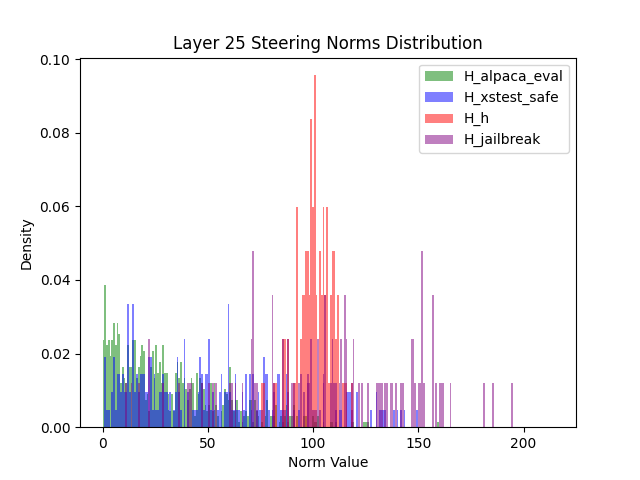 Layer 25 Steering Norms Distribution
0.10
0.08
0.06
0.04
0.02
0.00
Density
0
50
100
150
200
Norm Value
H_alpaca_eval
H_xstest_safe
H_h
H_jailbreak